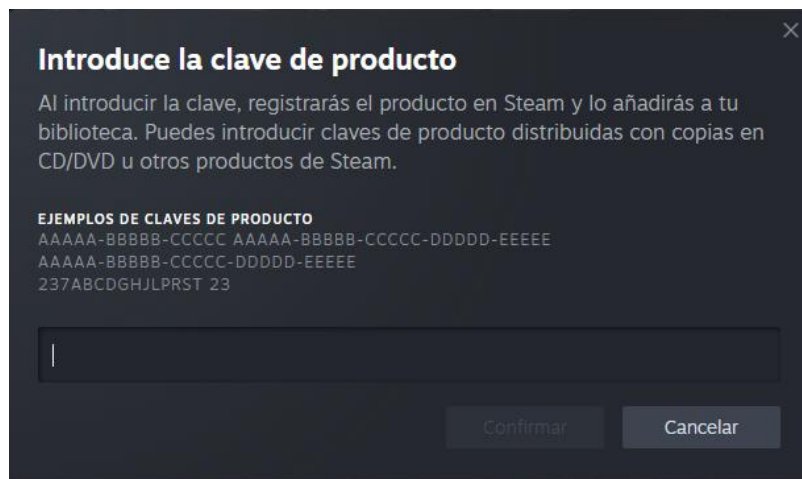 Introduce la clave de producto
Al introducir la clave, registrarás el producto en Steam y lo añadirás a tu
biblioteca. Puedes introducir claves de producto distribuidas con copias en
CD/DVD u otros productos de Steam.
EJEMPLOS DE CLAVES DE PRODUCTO
AAAAA-BBBBB-CCCCC AAAAA-BBBBB-CCCCC-DDDDD-EEEEE
AAAAA-BBBBB-CCCCC-DDDDD-EEEEE
237ABCDGHJLPRST 23
Confirmar
Cancelar